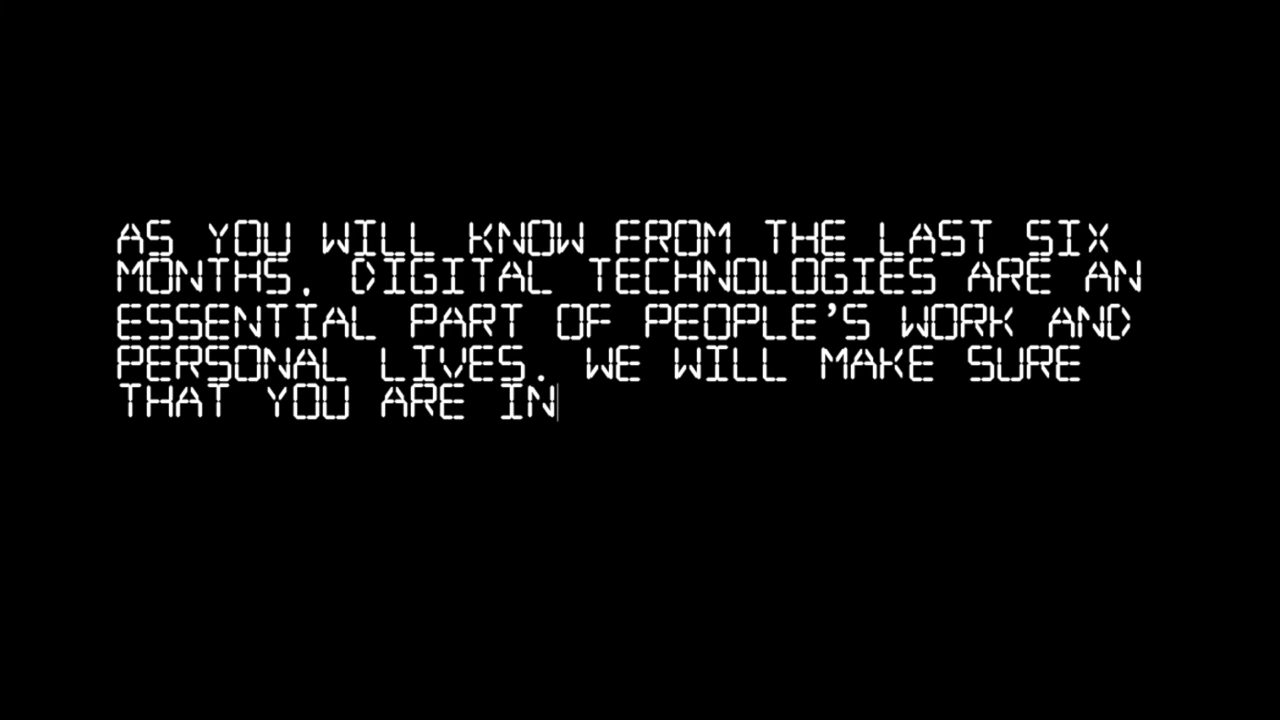 AS YOU WILL KNOW FROM THE LAST SIX
MONTHS, DIGITAL TECHNOLOGIES ARE AN
ESSENTIAL PART OF PEOPLE'S WORK AND
PERSONAL LIVES. WE WILL MAKE SURE
THAT YOU ARE IN